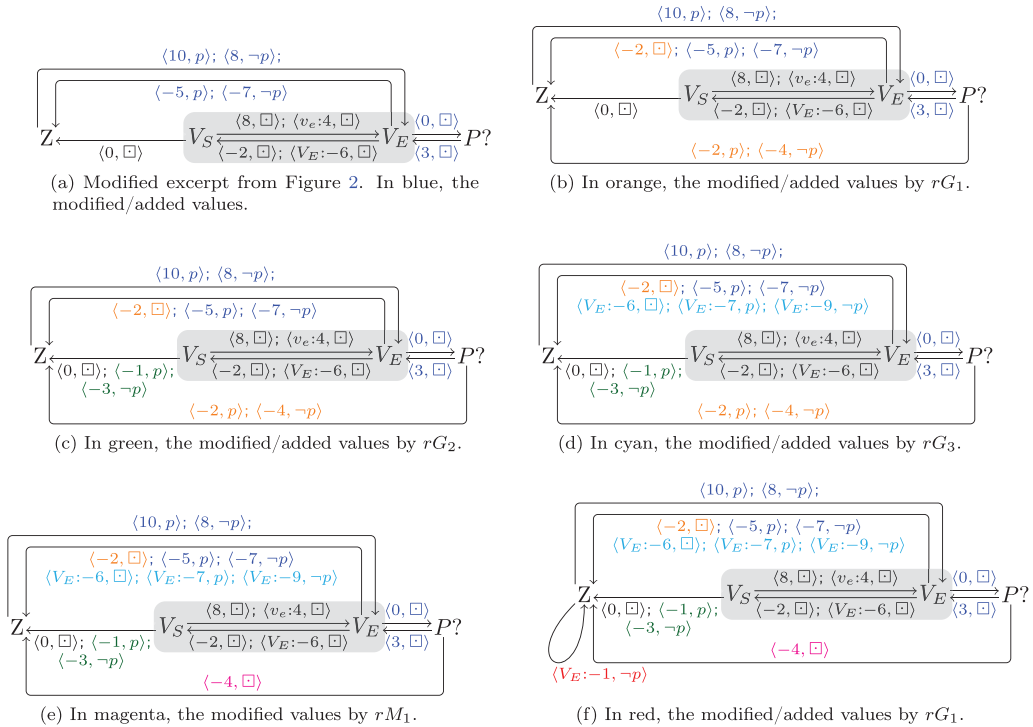 ⟨10, p⟩; ⟨8, ¬p⟩;
⟨−5, p⟩; ⟨−7, ¬p⟩
⟨8, ⊡⟩; ⟨v_e:4, ⊡⟩
⟨0, ⊡⟩
Z V_S V_E P?
⟨0, ⊡⟩
⟨−2, ⊡⟩; ⟨V_E:−6, ⊡⟩
⟨3, ⊡⟩
(a) Modified excerpt from Figure 2. In blue, the
modified/added values.
⟨10, p⟩; ⟨8, ¬p⟩;
⟨−2, ⊡⟩; ⟨−5, p⟩; ⟨−7, ¬p⟩
⟨8, ⊡⟩; ⟨v_e:4, ⊡⟩
⟨0, ⊡⟩
Z V_S V_E P?
⟨0, ⊡⟩
⟨−2, ⊡⟩; ⟨V_E:−6, ⊡⟩
⟨3, ⊡⟩
⟨−2, p⟩; ⟨−4, ¬p⟩
(b) In orange, the modified/added values by rG₁.
⟨10, p⟩; ⟨8, ¬p⟩;
⟨−2, ⊡⟩; ⟨−5, p⟩; ⟨−7, ¬p⟩
⟨8, ⊡⟩; ⟨v_e:4, ⊡⟩
⟨0, ⊡⟩
Z V_S V_E P?
⟨0, ⊡⟩; ⟨−1, p⟩;
⟨−3, ¬p⟩
⟨−2, ⊡⟩; ⟨V_E:−6, ⊡⟩
⟨3, ⊡⟩
⟨−2, p⟩; ⟨−4, ¬p⟩
(c) In green, the modified/added values by rG₂.
⟨10, p⟩; ⟨8, ¬p⟩;
⟨−2, ⊡⟩; ⟨−5, p⟩; ⟨−7, ¬p⟩
⟨V_E:−6, ⊡⟩; ⟨V_E:−7, p⟩; ⟨V_E:−9, ¬p⟩
⟨8, ⊡⟩; ⟨v_e:4, ⊡⟩
⟨0, ⊡⟩
Z V_S V_E P?
⟨0, ⊡⟩; ⟨−1, p⟩;
⟨−3, ¬p⟩
⟨−2, ⊡⟩; ⟨V_E:−6, ⊡⟩
⟨3, ⊡⟩
⟨−2, p⟩; ⟨−4, ¬p⟩
(d) In cyan, the modified/added values by rG₃.
⟨10, p⟩; ⟨8, ¬p⟩;
⟨−2, ⊡⟩; ⟨−5, p⟩; ⟨−7, ¬p⟩
⟨V_E:−6, ⊡⟩; ⟨V_E:−7, p⟩; ⟨V_E:−9, ¬p⟩
⟨8, ⊡⟩; ⟨v_e:4, ⊡⟩
⟨0, ⊡⟩
Z V_S V_E P?
⟨0, ⊡⟩; ⟨−1, p⟩;
⟨−3, ¬p⟩
⟨−2, ⊡⟩; ⟨V_E:−6, ⊡⟩
⟨3, ⊡⟩
⟨−4, ⊡⟩
(e) In magenta, the modified values by rM₁.
⟨10, p⟩; ⟨8, ¬p⟩;
⟨−2, ⊡⟩; ⟨−5, p⟩; ⟨−7, ¬p⟩
⟨V_E:−6, ⊡⟩; ⟨V_E:−7, p⟩; ⟨V_E:−9, ¬p⟩
⟨8, ⊡⟩; ⟨v_e:4, ⊡⟩
⟨0, ⊡⟩
Z V_S V_E P?
⟨0, ⊡⟩; ⟨−1, p⟩;
⟨−3, ¬p⟩
⟨−2, ⊡⟩; ⟨V_E:−6, ⊡⟩
⟨3, ⊡⟩
⟨−4, ⊡⟩
⟨V_E:−1, ¬p⟩
(f) In red, the modified/added values by rG₁.